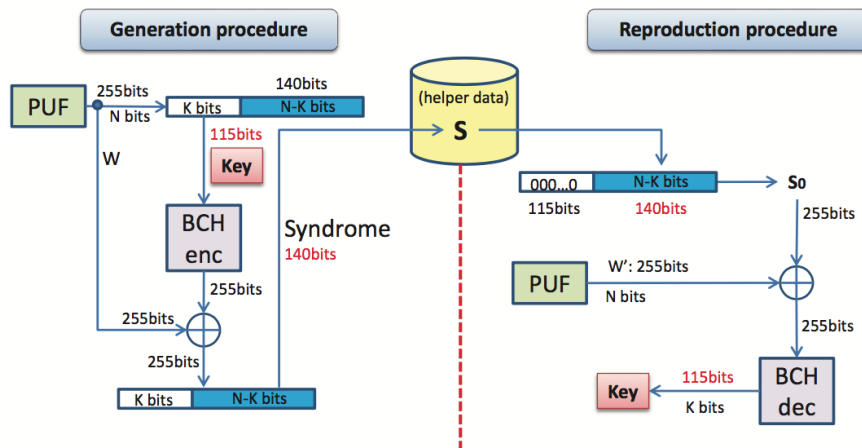 Generation procedure
Reproduction procedure
140bits
255bits
(helper data)
PUF
K bits
N-K bits
N bits
S
115bits
W
Key
000...0
N-K bits
S0
115bits
140bits
255bits
BCH
enc
Syndrome
140bits
W': 255bits
PUF
N bits
255bits
255bits
255bits
255bits
K bits
N-K bits
Key
115bits
K bits
BCH
dec